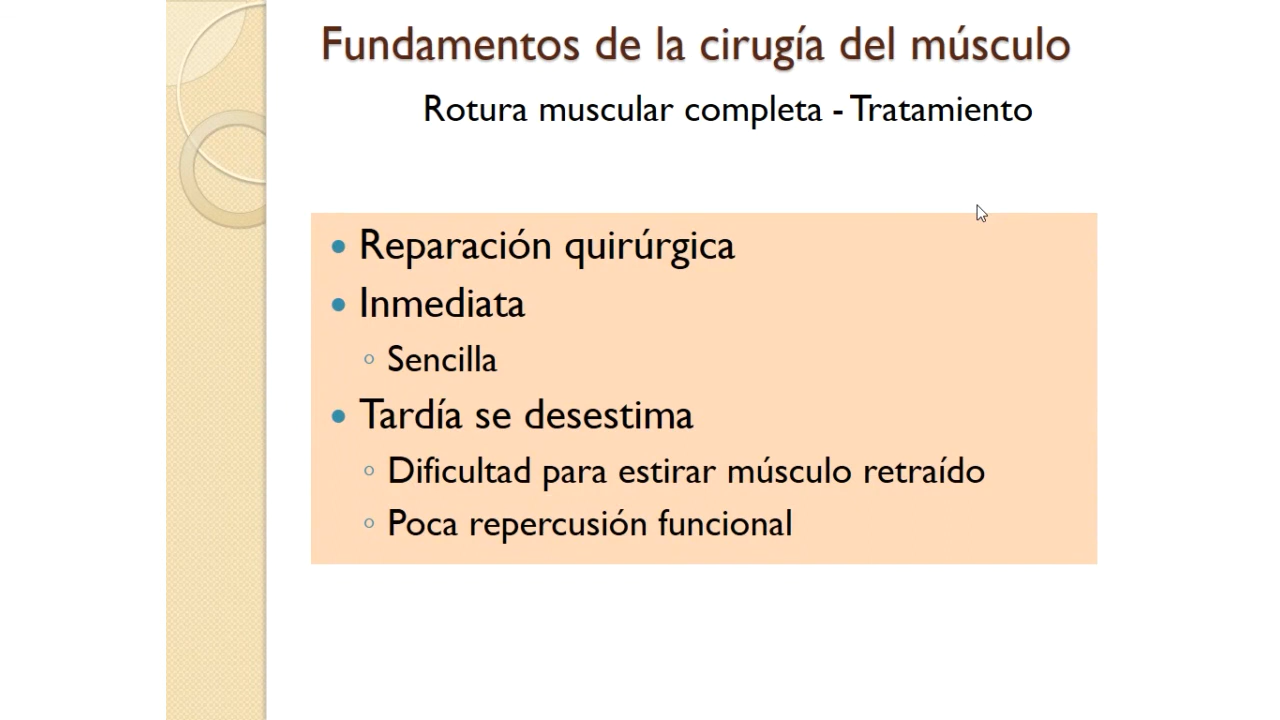 Fundamentos de la cirugía del músculo
Rotura muscular completa - Tratamiento
• Reparación quirúrgica
• Inmediata
◦ Sencilla
• Tardía se desestima
◦ Dificultad para estirar músculo retraído
◦ Poca repercusión funcional